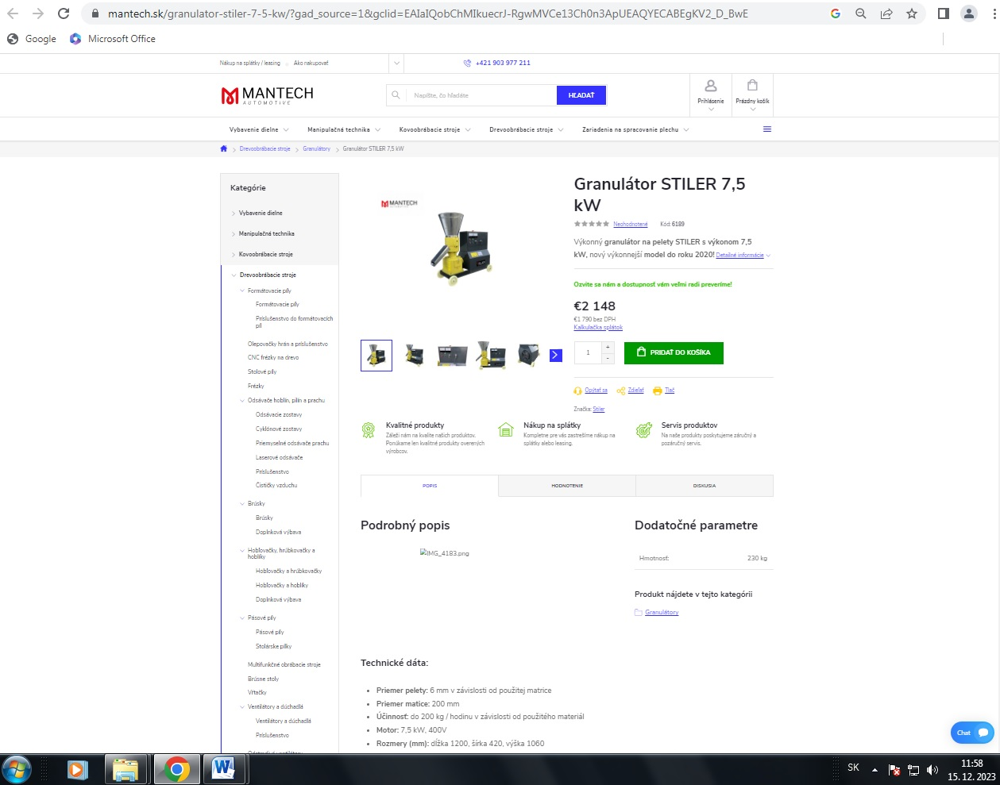 mantech.sk/granulator-stiler-7-5-kw/?gad_source=1&gclid=EAIaIQobChMIkuecrJ-RgwMVCe13Ch0n3ApUEAQYECABEgKV2_D_BwE
Google
Microsoft Office
Nákup na splátky / leasing
Ako nakupovať
+421 903 977 211
MANTECH
AUTOMOTIVE
Napíšte, čo hľadáte
HĽADAŤ
Prihlásenie
Prázdny košík
Vybavenie dielne
Manipulačná technika
Kovoobrábacie stroje
Drevoobrábacie stroje
Zariadenia na spracovanie plechu
Drevoobrábacie stroje
Granulátory
Granulátor STILER 7,5 kW
Kategórie
Vybavenie dielne
Manipulačná technika
Kovoobrábacie stroje
Drevoobrábacie stroje
Formátovacie píly
Formátovacie píly
Príslušenstvo do formátovacích
píl
Olepovačky hrán a príslušenstvo
CNC frézky na drevo
Stolové píly
Frézky
Odsávače hoblín, pilín a prachu
Odsávacie zostavy
Cyklónové zostavy
Priemyselné odsávače prachu
Laserové odsávače
Príslušenstvo
Čističky vzduchu
Brúsky
Brúsky
Doplnková výbava
Hobľovačky, hrúbkovačky a
hoblíky
Hobľovačky a hrúbkovačky
Hobľovačky a hoblíky
Doplnková výbava
Pásové píly
Pásové píly
Stolárske pílky
Multifunkčné obrábacie stroje
Brúsne stoly
Vŕtačky
Ventilátory a dúchadlá
Ventilátory a dúchadlá
Príslušenstvo
MANTECH
Granulátor STILER 7,5
kW
Neohodnotené
Kód: 6189
Výkonný granulátor na pelety STILER s výkonom 7,5
kW, nový výkonnejší model do roku 2020! Detailné informácie
Ozvite sa nám a dostupnosť vám veľmi radi preveríme!
€2 148
€1 790 bez DPH
Kalkulačka splátok
1
+
-
PRIDAŤ DO KOŠÍKA
Opýtať sa
Zdieľať
Tlač
Značka: Stiler
Kvalitné produkty
Záleží nám na kvalite našich produktov.
Ponúkame len kvalitné produkty overených
výrobcov.
Nákup na splátky
Kompletne pre vás zastrešíme nákup na
splátky alebo leasing.
Servis produktov
Na naše produkty poskytujeme záručný a
pozáručný servis.
POPIS
HODNOTENIE
DISKUSIA
Podrobný popis
IMG_4183.png
Dodatočné parametre
Hmotnosť: 230 kg
Produkt nájdete v tejto kategórii
Granulátory
Technické dáta:
Priemer pelety: 6 mm v závislosti od použitej matrice
Priemer matice: 200 mm
Účinnosť: do 200 kg / hodinu v závislosti od použitého materiál
Motor: 7,5 kW, 400V
Rozmery (mm): dĺžka 1200, šírka 420, výška 1060
Chat
SK
11:58
15. 12. 2023